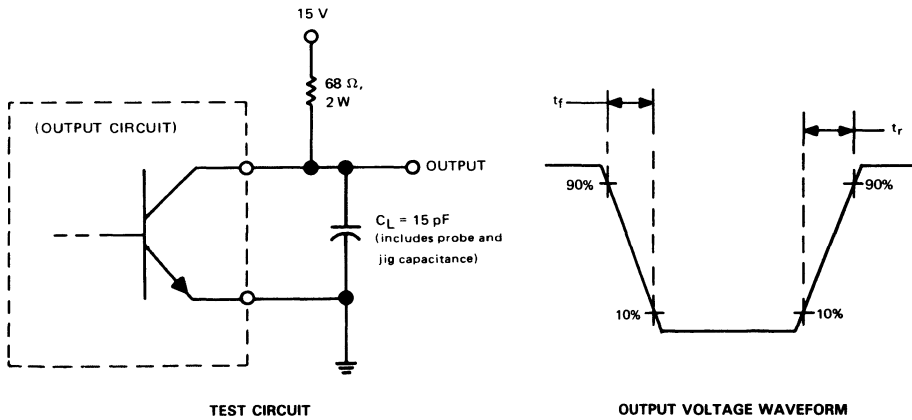 15 V
68 Ω,
2 W
(OUTPUT CIRCUIT)
OUTPUT
C_L = 15 pF
(includes probe and
jig capacitance)
TEST CIRCUIT
t_f
t_r
90%
90%
10%
10%
OUTPUT VOLTAGE WAVEFORM